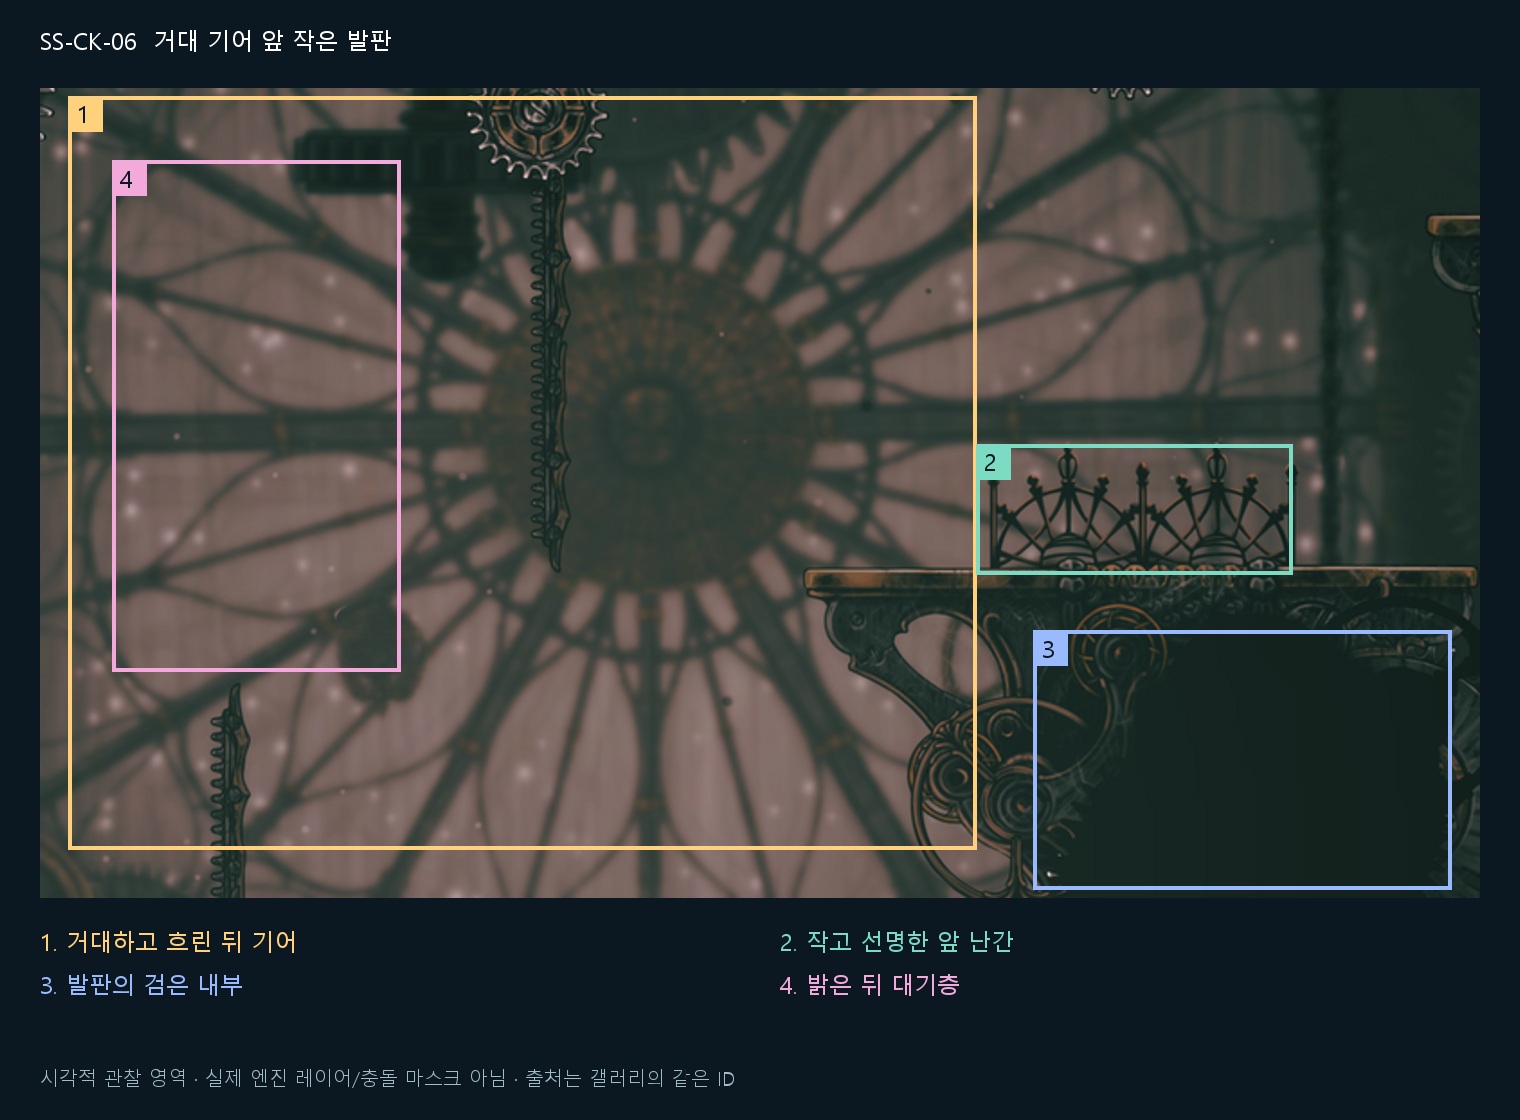 SS-CK-06 거대 기어 앞 작은 발판
1
4
2
3
1. 거대하고 흐린 뒤 기어
2. 작고 선명한 앞 난간
3. 발판의 검은 내부
4. 밝은 뒤 대기층
시각적 관찰 영역 · 실제 엔진 레이어/충돌 마스크 아님 · 출처는 갤러리의 같은 ID